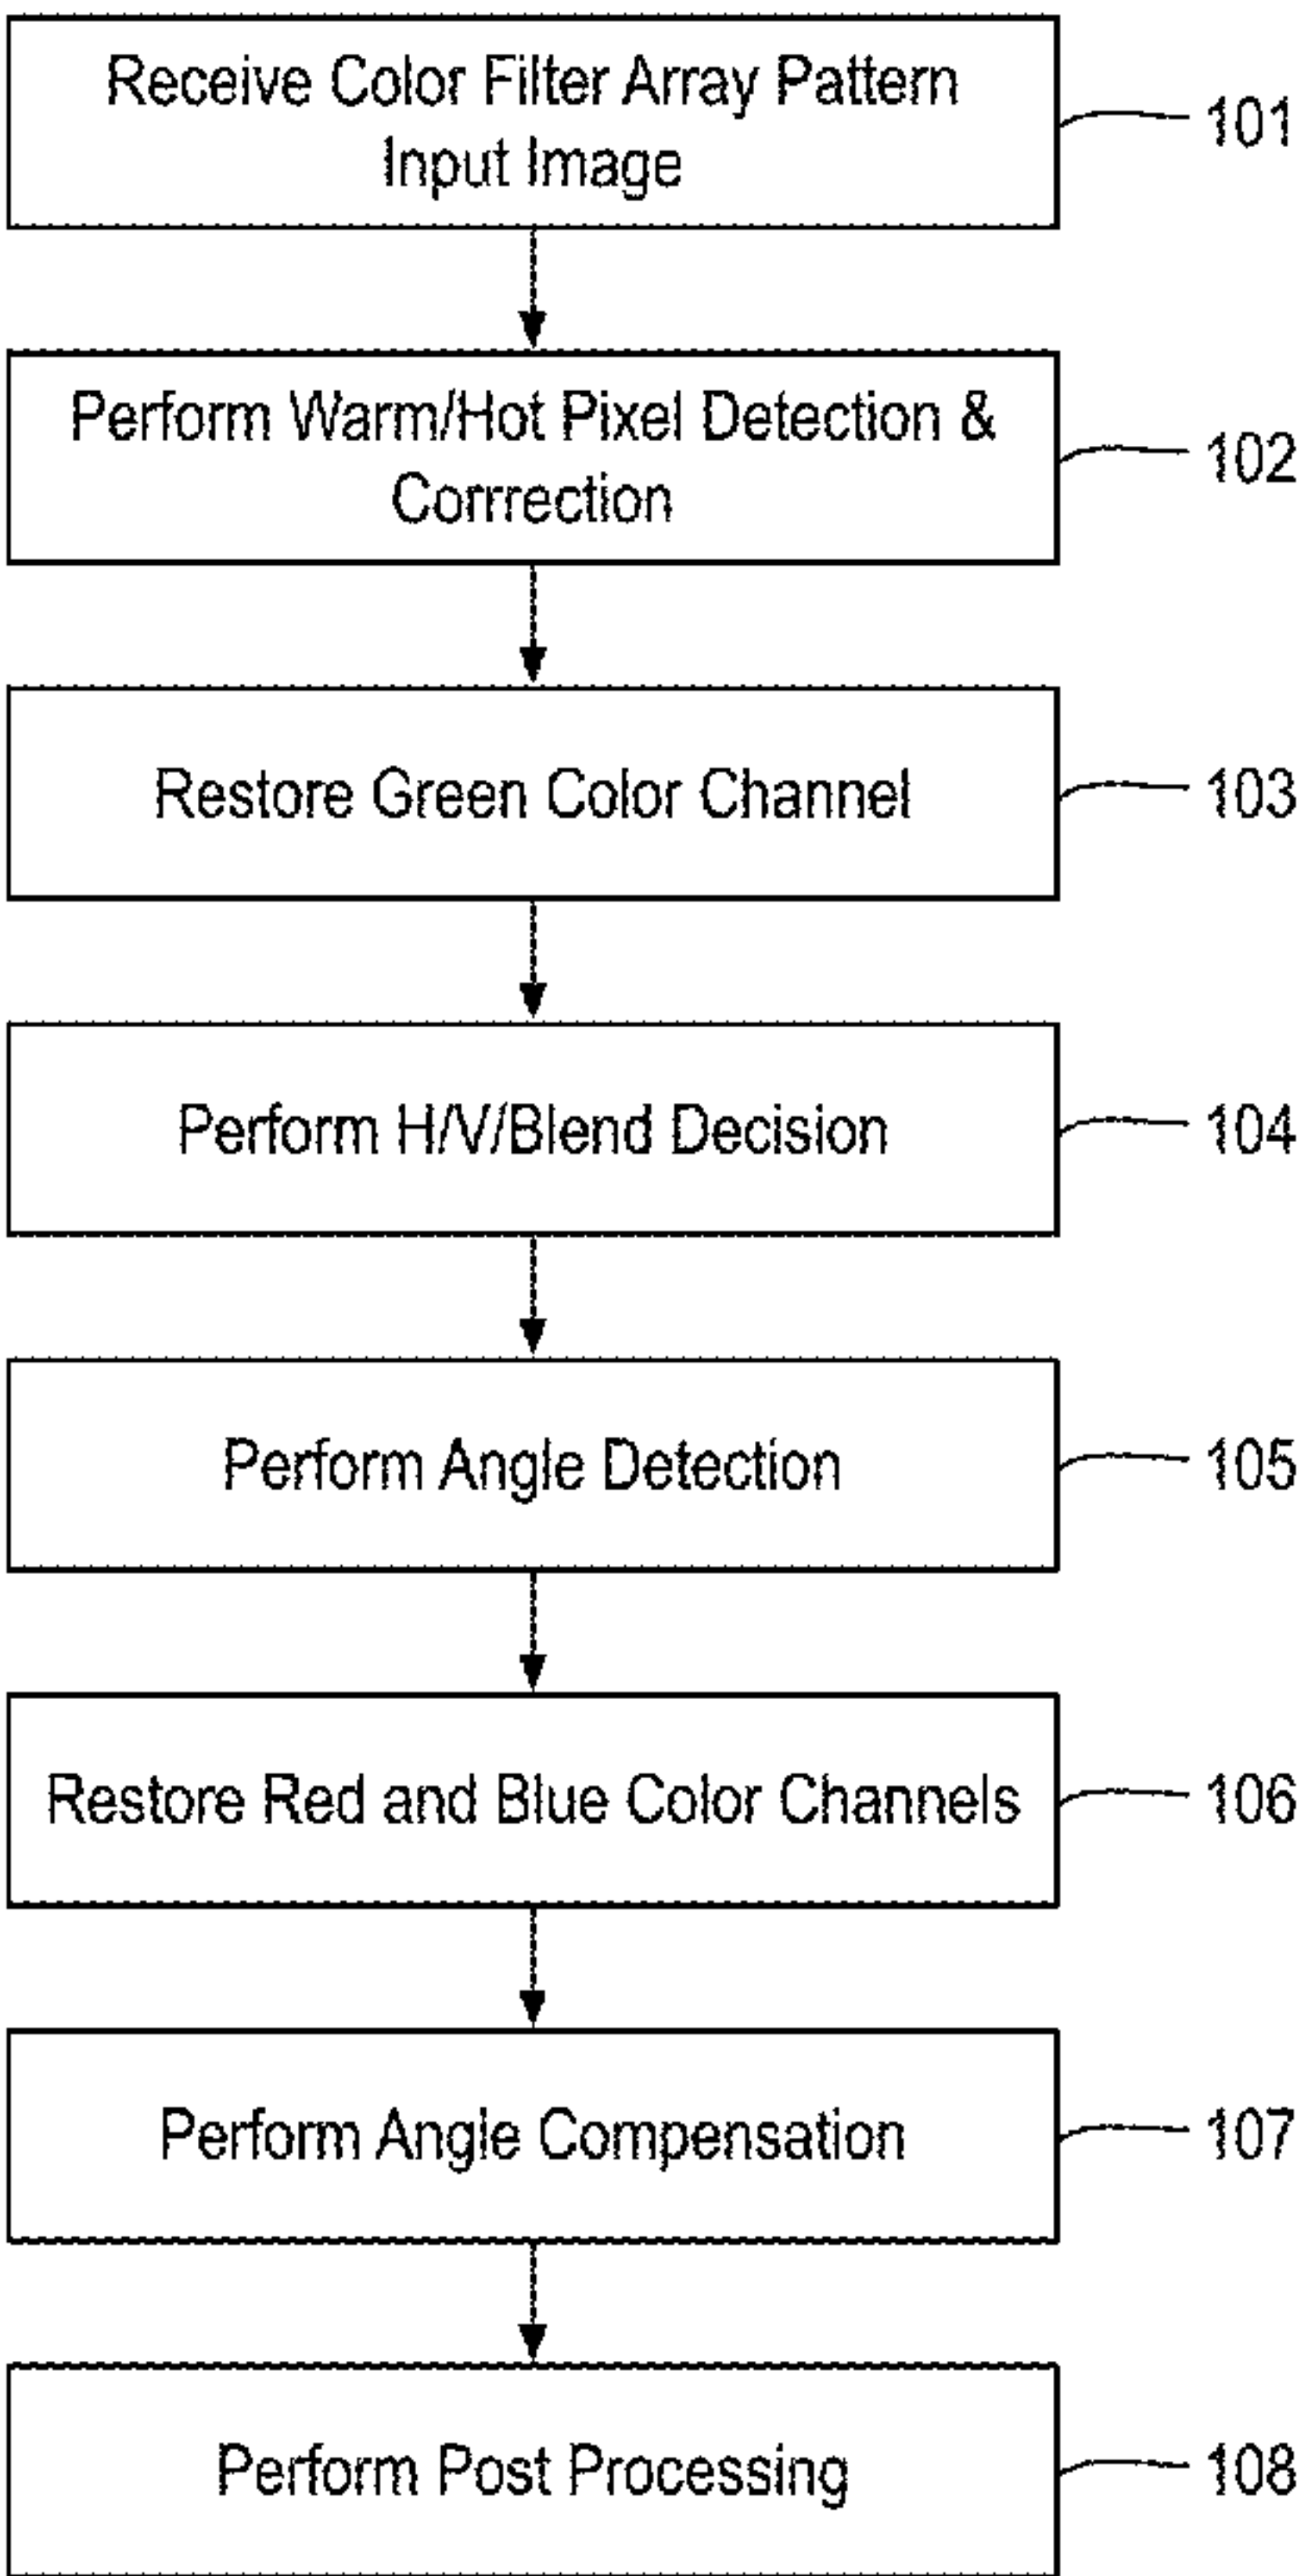 Receive Color Filter Array Pattern
Input Image
101
Perform Warm/Hot Pixel Detection &
Corrrection
102
Restore Green Color Channel
103
Perform H/V/Blend Decision
104
Perform Angle Detection
105
Restore Red and Blue Color Channels
106
Perform Angle Compensation
107
Perform Post Processing
108